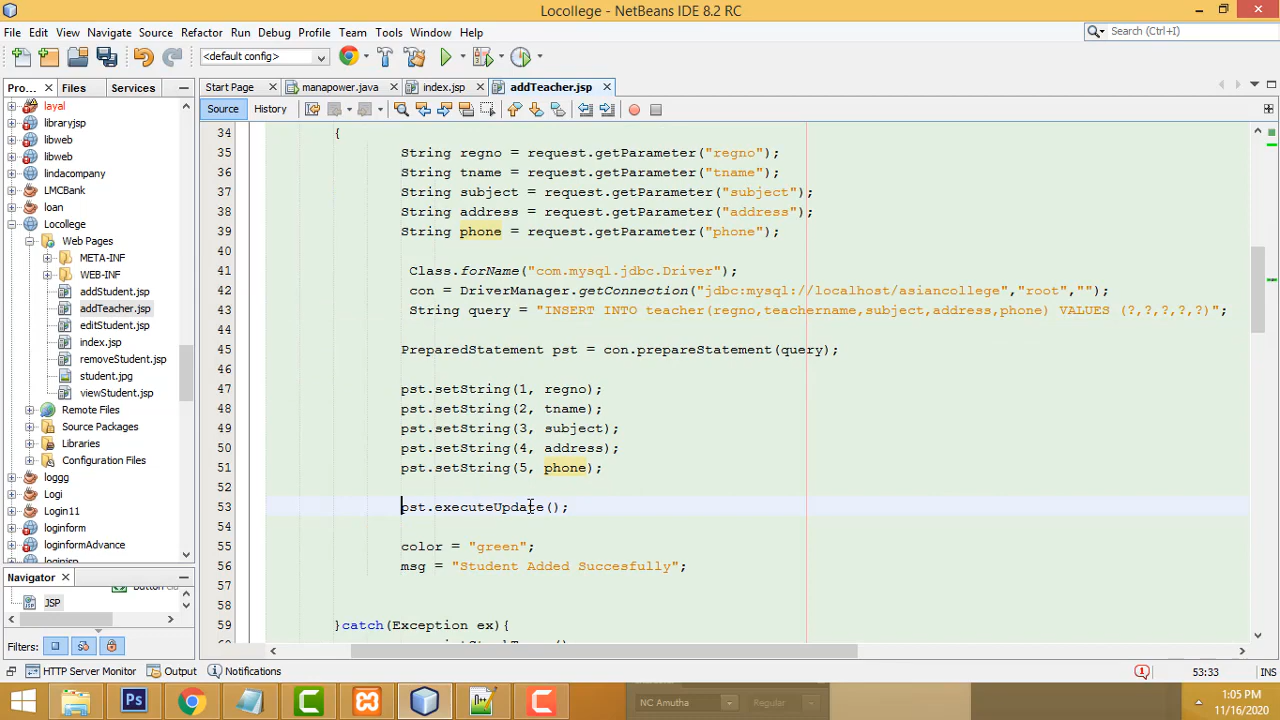 Locollege - NetBeans IDE 8.2 RC
File Edit View Navigate Source Refactor Run Debug Profile Team Tools Window Help
Search (Ctrl+I)
<default config>
Pro... Files Services
Start Page manapower.java index.jsp addTeacher.jsp
Source History
layal
libraryjsp
libweb
libweb
lindacompany
LMCBank
loan
Locollege
Web Pages
META-INF
WEB-INF
addStudent.jsp
addTeacher.jsp
editStudent.jsp
index.jsp
removeStudent.jsp
student.jpg
viewStudent.jsp
Remote Files
Source Packages
Libraries
Configuration Files
loggg
Logi
Login11
loginform
loginformAdvance
Navigator
JSP
Filters:
34 {
35 String regno = request.getParameter("regno");
36 String tname = request.getParameter("tname");
37 String subject = request.getParameter("subject");
38 String address = request.getParameter("address");
39 String phone = request.getParameter("phone");
40
41 Class.forName("com.mysql.jdbc.Driver");
42 con = DriverManager.getConnection("jdbc:mysql://localhost/asiancollege","root","");
43 String query = "INSERT INTO teacher(regno,teachername,subject,address,phone) VALUES (?,?,?,?,?)";
44
45 PreparedStatement pst = con.prepareStatement(query);
46
47 pst.setString(1, regno);
48 pst.setString(2, tname);
49 pst.setString(3, subject);
50 pst.setString(4, address);
51 pst.setString(5, phone);
52
53 pst.executeUpdate();
54
55 color = "green";
56 msg = "Student Added Succesfully";
57
58
59 }catch(Exception ex){
HTTP Server Monitor Output Notifications
1 53:33 INS
NC Amutha Regular
1:05 PM
11/16/2020